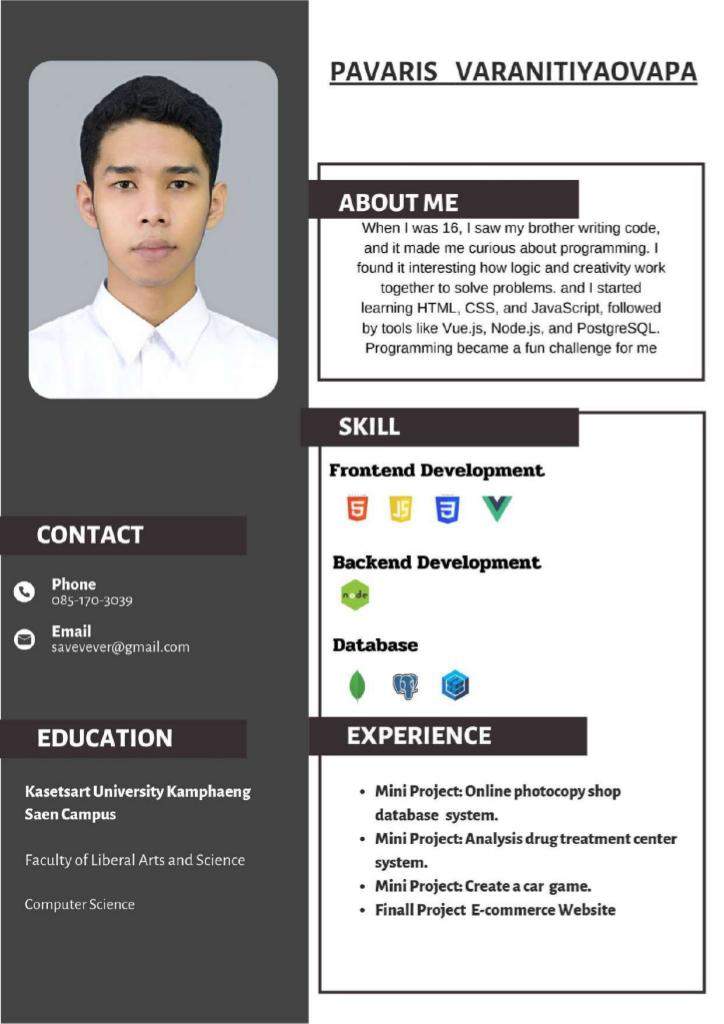 PAVARIS VARANITIYAOVAPA
ABOUT ME
When I was 16, I saw my brother writing code,
and it made me curious about programming. I
found it interesting how logic and creativity work
together to solve problems. and I started
learning HTML, CSS, and JavaScript, followed
by tools like Vue.js, Node.js, and PostgreSQL.
Programming became a fun challenge for me
SKILL
Frontend Development
5
JS
3
Backend Development
node
Database
CONTACT
Phone
085-170-3039
Email
savevever@gmail.com
EDUCATION
Kasetsart University Kamphaeng
Saen Campus
Faculty of Liberal Arts and Science
Computer Science
EXPERIENCE
• Mini Project: Online photocopy shop
database system.
• Mini Project: Analysis drug treatment center
system.
• Mini Project: Create a car game.
• Finall Project E-commerce Website